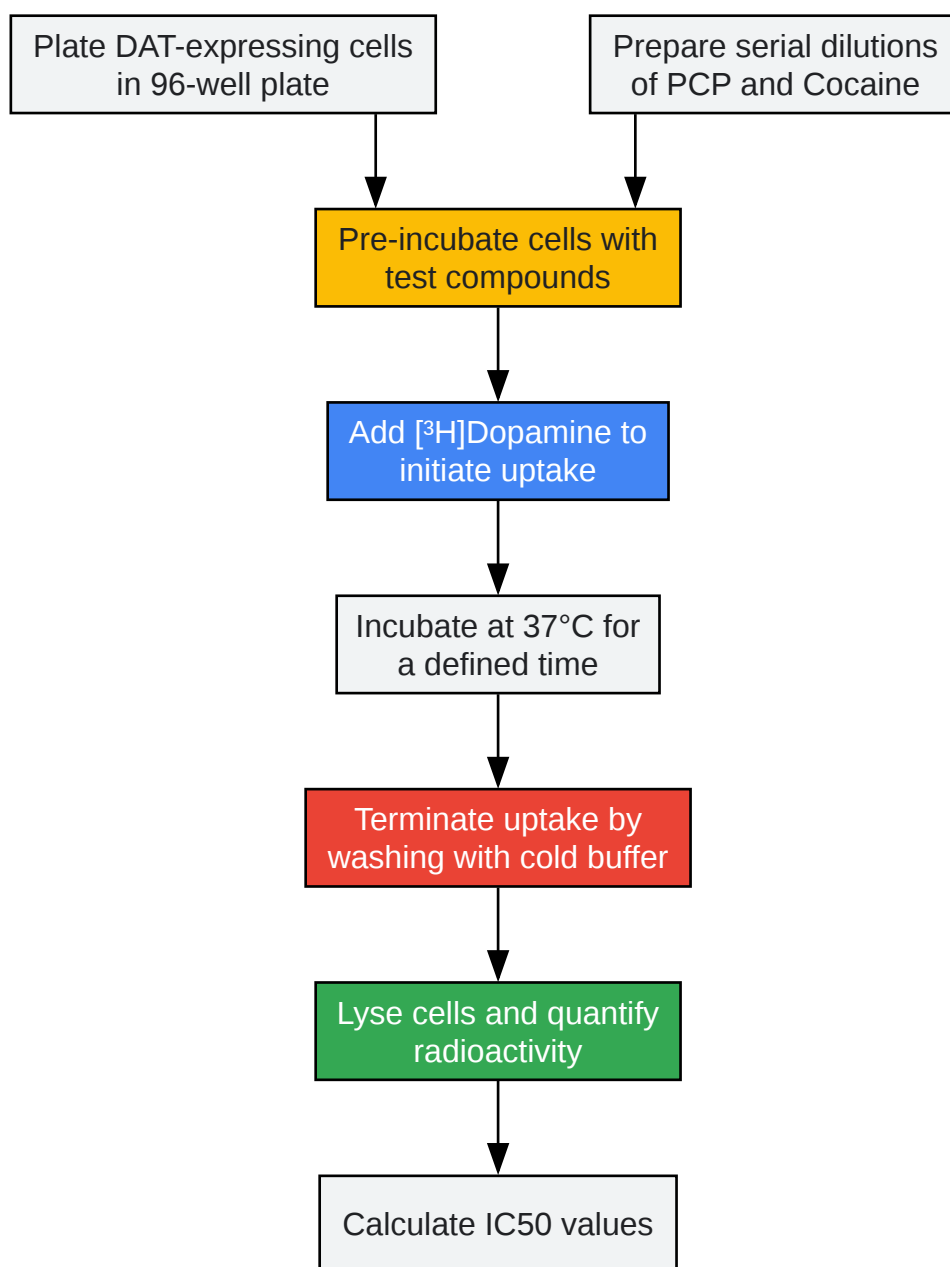 Plate DAT-expressing cells
in 96-well plate
Prepare serial dilutions
of PCP and Cocaine
Pre-incubate cells with
test compounds
Add [³H]Dopamine to
initiate uptake
Incubate at 37°C for
a defined time
Terminate uptake by
washing with cold buffer
Lyse cells and quantify
radioactivity
Calculate IC50 values